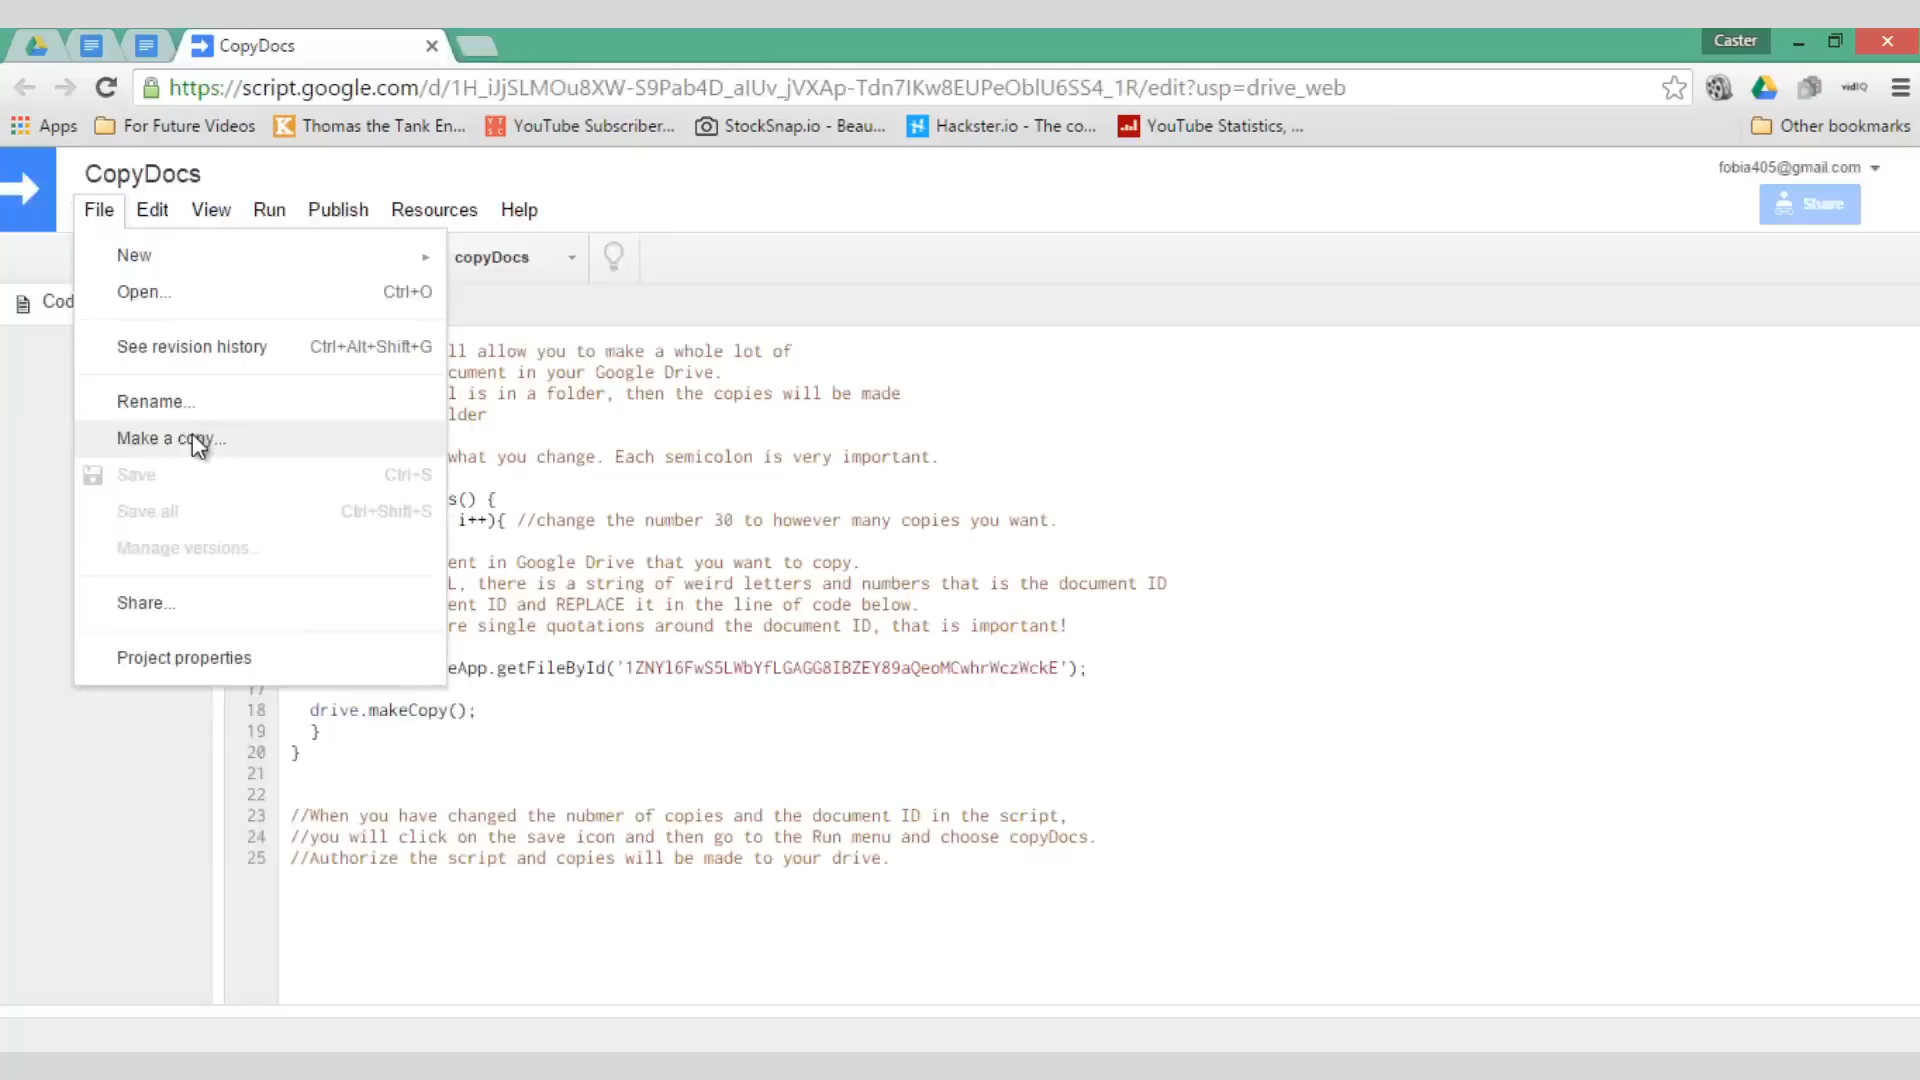 CopyDocs
Caster
https://script.google.com/d/1H_iJjSLMOu8XW-S9Pab4D_aIUv_jVXAp-Tdn7IKw8EUPeOblU6SS4_1R/edit?usp=drive_web
vidIQ
Apps
For Future Videos
Thomas the Tank En...
YouTube Subscriber...
StockSnap.io - Beau...
Hackster.io - The co...
YouTube Statistics, ...
Other bookmarks
CopyDocs
fobia405@gmail.com
File Edit View Run Publish Resources Help
Share
New
copyDocs
Open... Ctrl+O
Cod
See revision history Ctrl+Alt+Shift+G
Rename...
Make a copy...
Save Ctrl+S
Save all Ctrl+Shift+S
Manage versions...
Share...
Project properties
ll allow you to make a whole lot of
cument in your Google Drive.
l is in a folder, then the copies will be made
lder
what you change. Each semicolon is very important.
s() {
i++){ //change the number 30 to however many copies you want.
ent in Google Drive that you want to copy.
L, there is a string of weird letters and numbers that is the document ID
ent ID and REPLACE it in the line of code below.
re single quotations around the document ID, that is important!
eApp.getFileById('1ZNYl6FwS5LWbYfLGAGG8IBZEY89aQeoMCwhrWczWckE');
17
18 drive.makeCopy();
19 }
20 }
21
22
23 //When you have changed the nubmer of copies and the document ID in the script,
24 //you will click on the save icon and then go to the Run menu and choose copyDocs.
25 //Authorize the script and copies will be made to your drive.